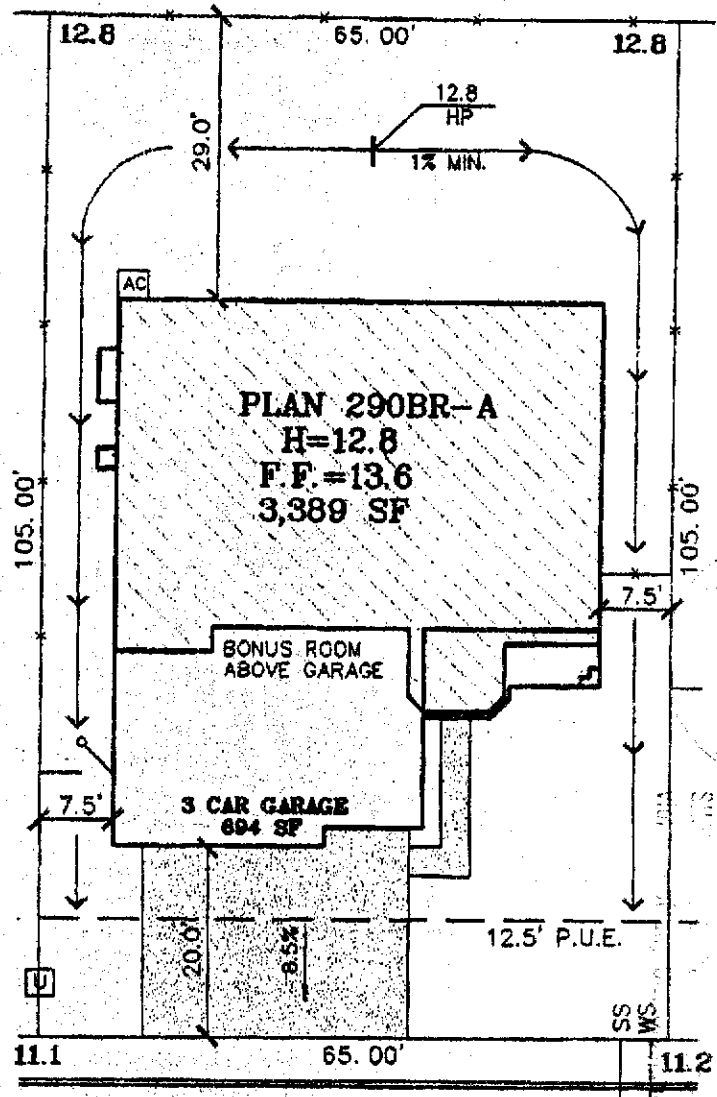 12.8
65.00'
12.8
12.8
HP
1% MIN.
29.0"
AC
PLAN 290BR-A
H=12.8
F.F.=13.6
3,389 SF
105.00'
105.00'
7.5'
BONUS ROOM
ABOVE GARAGE
7.5'
3 CAR GARAGE
694 SF
20.0'
8.5%
12.5' P.U.E.
U
SS
WS
11.1
65.00'
11.2